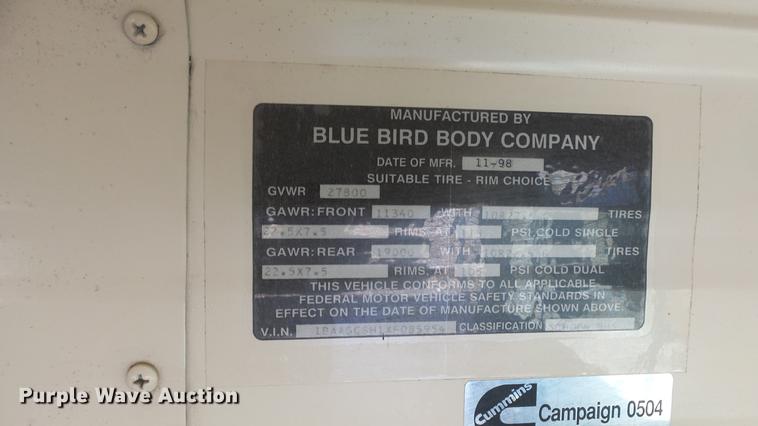 MANUFACTURED BY
BLUE BIRD BODY COMPANY
DATE OF MFR. 11-98
SUITABLE TIRE - RIM CHOICE
GVWR 27800
GAWR: FRONT 11340 WITH TIRES
22.5X7.5 RIMS, AT PSI COLD SINGLE
GAWR: REAR 19000 WITH TIRES
22.5X7.5 RIMS, AT PSI COLD DUAL
THIS VEHICLE CONFORMS TO ALL APPLICABLE
FEDERAL MOTOR VEHICLE SAFETY STANDARDS IN
EFFECT ON THE DATE OF MANUFACTURE SHOWN ABOVE.
V.I.N. CLASSIFICATION SCHOOL BUS
Cummins
Campaign 0504
Purple Wave Auction